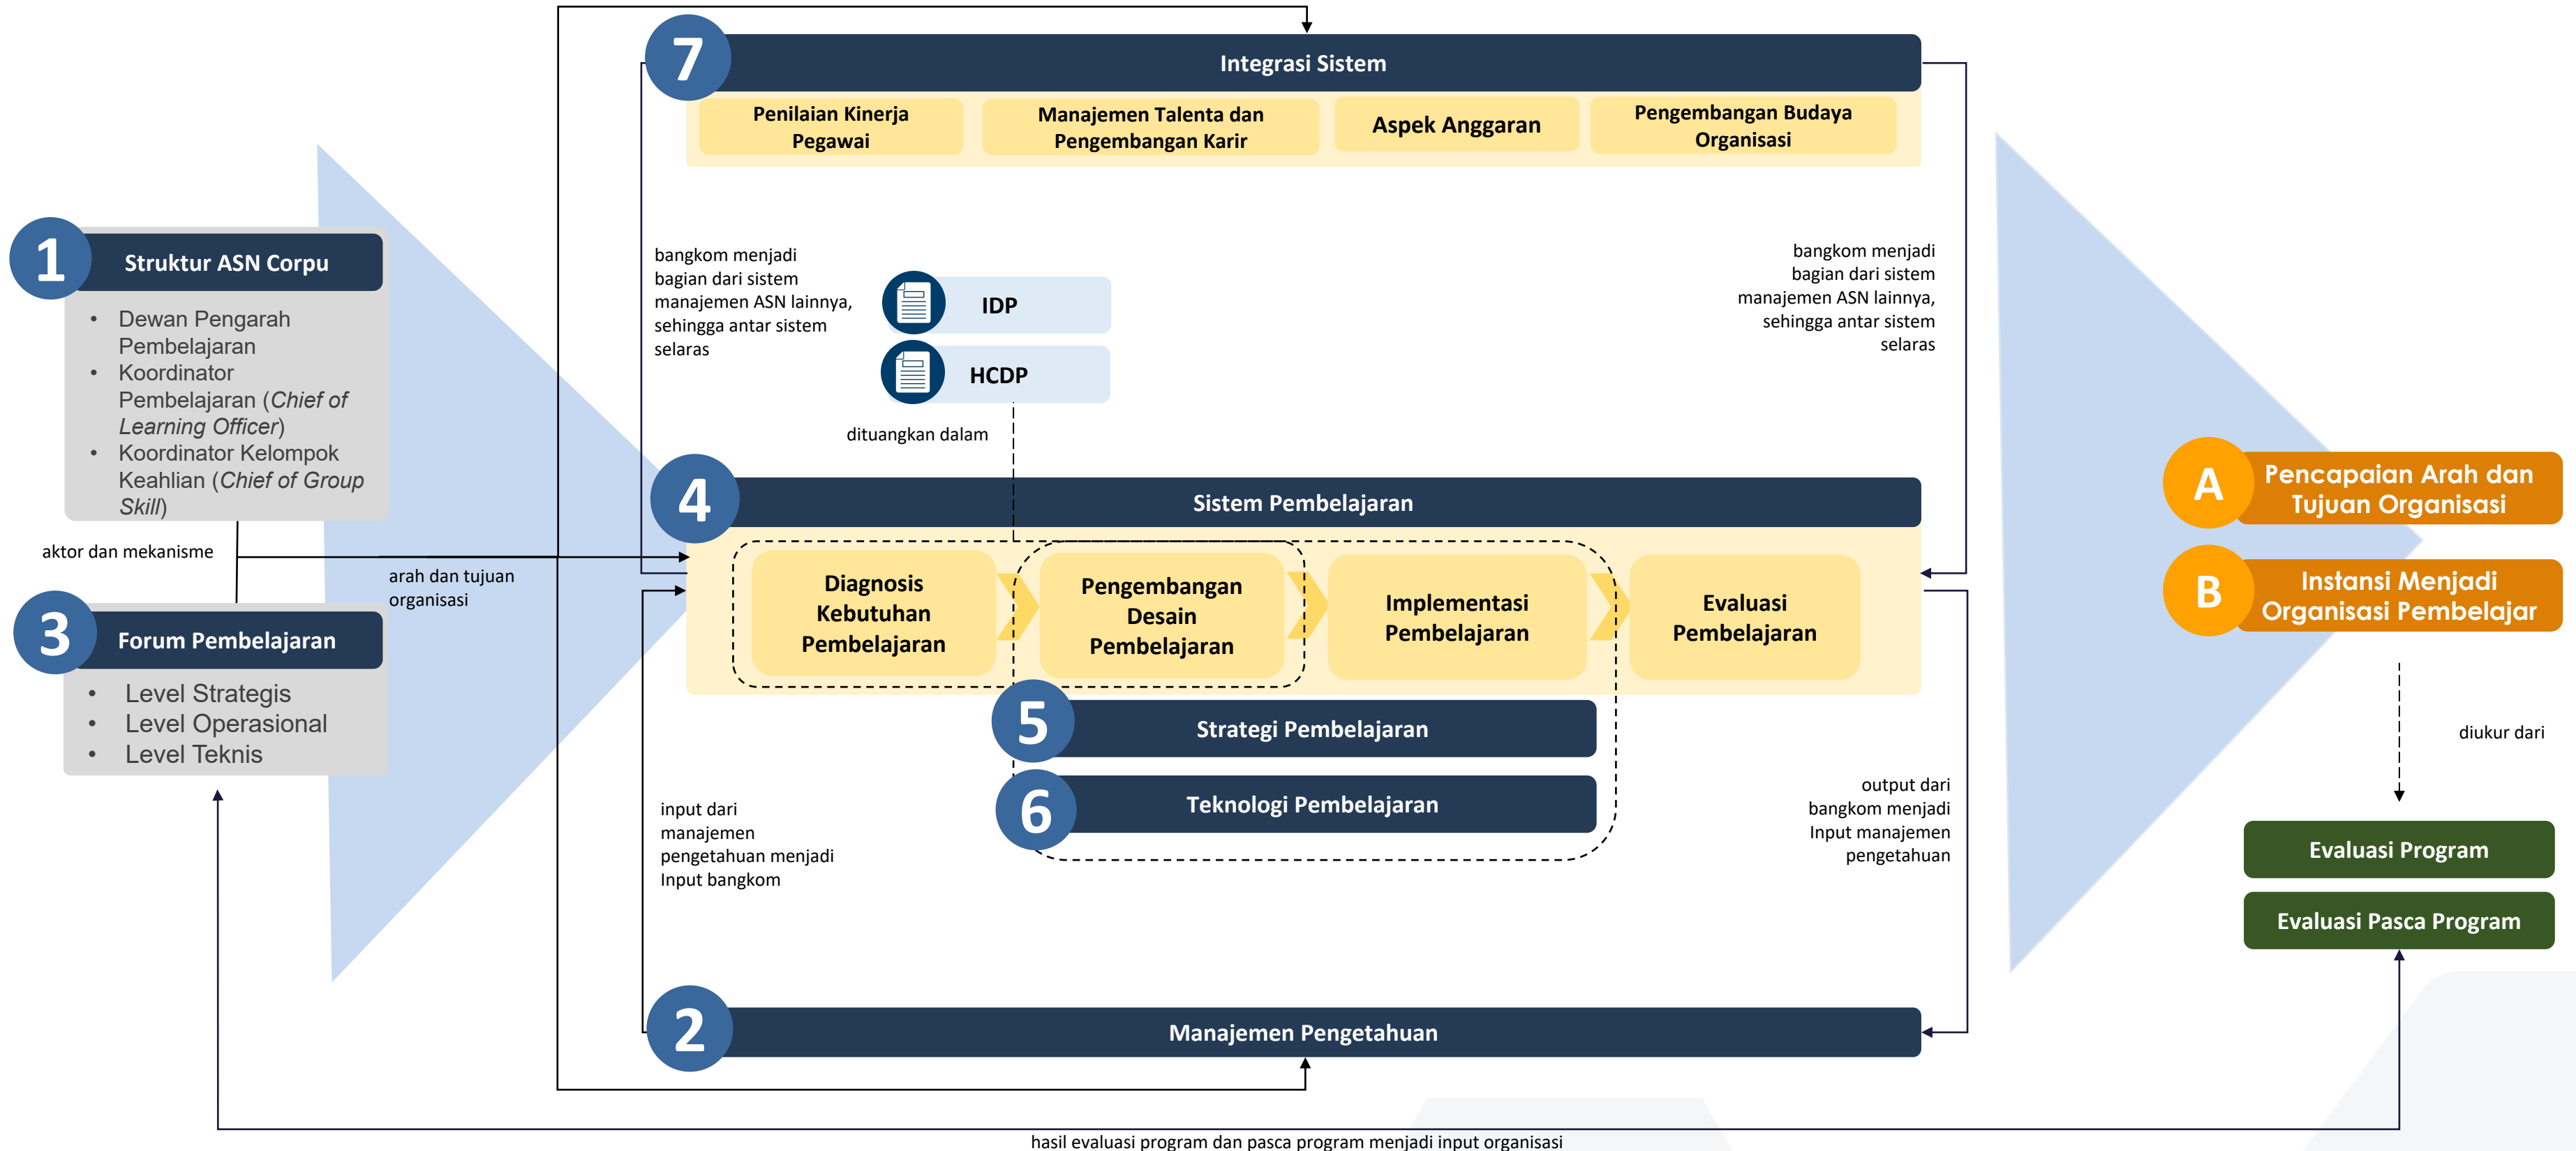 7
Integrasi Sistem
Penilaian Kinerja
Pegawai
Manajemen Talenta dan
Pengembangan Karir
Aspek Anggaran
Pengembangan Budaya
Organisasi
1
Struktur ASN Corpu
• Dewan Pengarah
Pembelajaran
• Koordinator
Pembelajaran (Chief of
Learning Officer)
• Koordinator Kelompok
Keahlian (Chief of Group
Skill)
aktor dan mekanisme
arah dan tujuan
organisasi
3
Forum Pembelajaran
• Level Strategis
• Level Operasional
• Level Teknis
bangkom menjadi
bagian dari sistem
manajemen ASN lainnya,
sehingga antar sistem
selaras
IDP
HCDP
dituangkan dalam
bangkom menjadi
bagian dari sistem
manajemen ASN lainnya,
sehingga antar sistem
selaras
4
Sistem Pembelajaran
Diagnosis
Kebutuhan
Pembelajaran
Pengembangan
Desain
Pembelajaran
Implementasi
Pembelajaran
Evaluasi
Pembelajaran
5
Strategi Pembelajaran
6
Teknologi Pembelajaran
input dari
manajemen
pengetahuan menjadi
Input bangkom
output dari
bangkom menjadi
Input manajemen
pengetahuan
2
Manajemen Pengetahuan
A
Pencapaian Arah dan
Tujuan Organisasi
B
Instansi Menjadi
Organisasi Pembelajar
diukur dari
Evaluasi Program
Evaluasi Pasca Program
hasil evaluasi program dan pasca program menjadi input organisasi